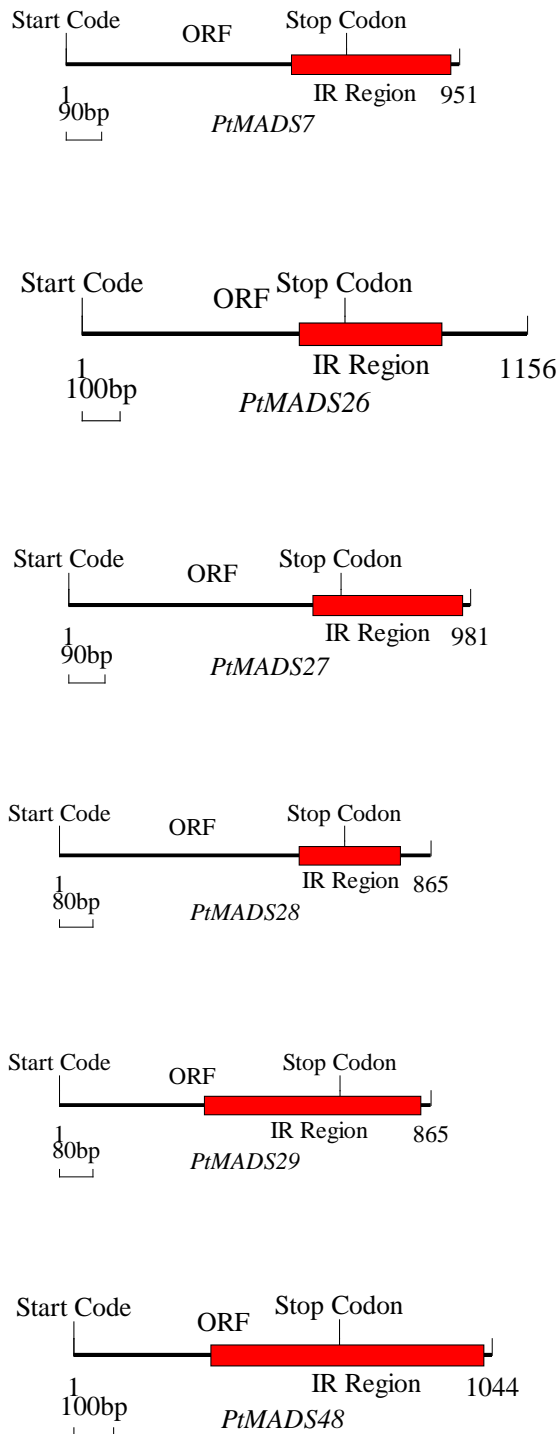 Start Code ORF Stop Codon
1 IR Region 951
90bp PtMADS7
Start Code ORF Stop Codon
1 IR Region 1156
100bp PtMADS26
Start Code ORF Stop Codon
1 IR Region 981
90bp PtMADS27
Start Code ORF Stop Codon
1 IR Region 865
80bp PtMADS28
Start Code ORF Stop Codon
1 IR Region 865
80bp PtMADS29
Start Code ORF Stop Codon
1 IR Region 1044
100bp PtMADS48